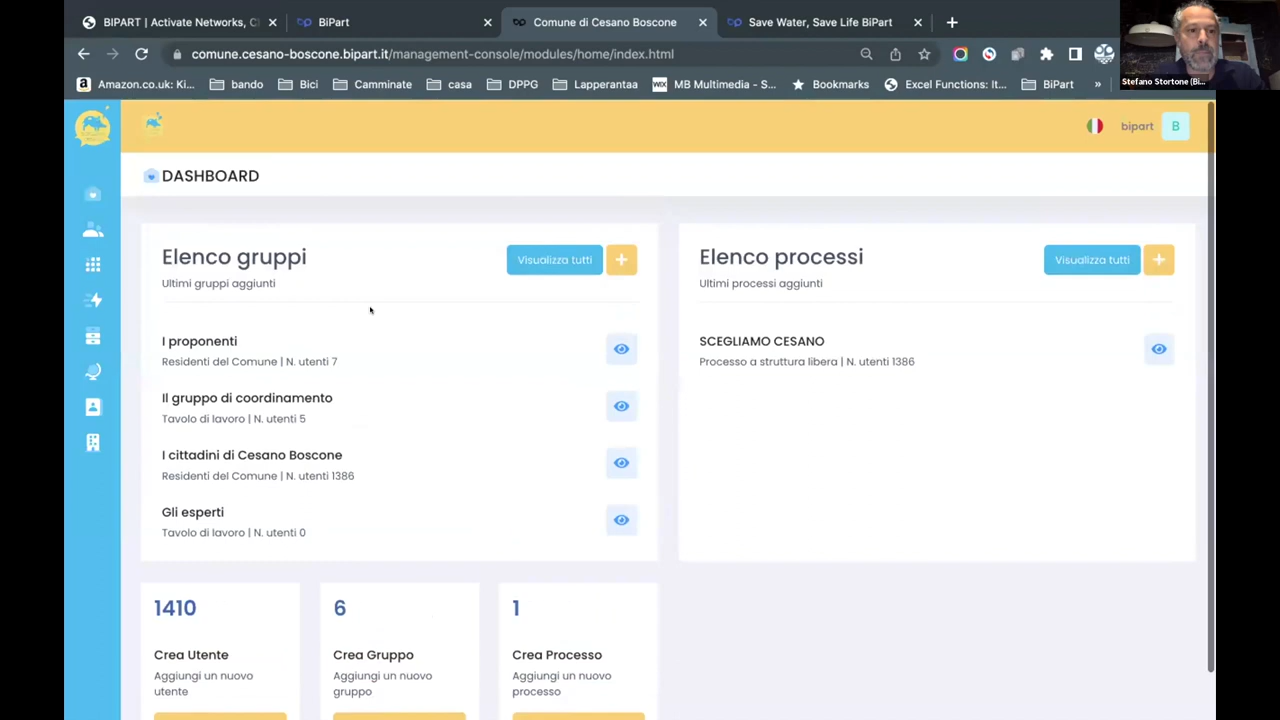 BIPART | Activate Networks, C
BiPart
Comune di Cesano Boscone
Save Water, Save Life BiPart
comune.cesano-boscone.bipart.it/management-console/modules/home/index.html
Amazon.co.uk: Ki...
bando
Bici
Camminate
casa
DPPG
Lapperantaa
WIX
MB Multimedia - S...
Bookmarks
Excel Functions: It...
BiPart
»
Stefano Stortone (Bi...
bipart
B
DASHBOARD
Elenco gruppi
Visualizza tutti
+
Ultimi gruppi aggiunti
I proponenti
Residenti del Comune | N. utenti 7
Il gruppo di coordinamento
Tavolo di lavoro | N. utenti 5
I cittadini di Cesano Boscone
Residenti del Comune | N. utenti 1386
Gli esperti
Tavolo di lavoro | N. utenti 0
Elenco processi
Visualizza tutti
+
Ultimi processi aggiunti
SCEGLIAMO CESANO
Processo a struttura libera | N. utenti 1386
1410
Crea Utente
Aggiungi un nuovo
utente
6
Crea Gruppo
Aggiungi un nuovo
gruppo
1
Crea Processo
Aggiungi un nuovo
processo